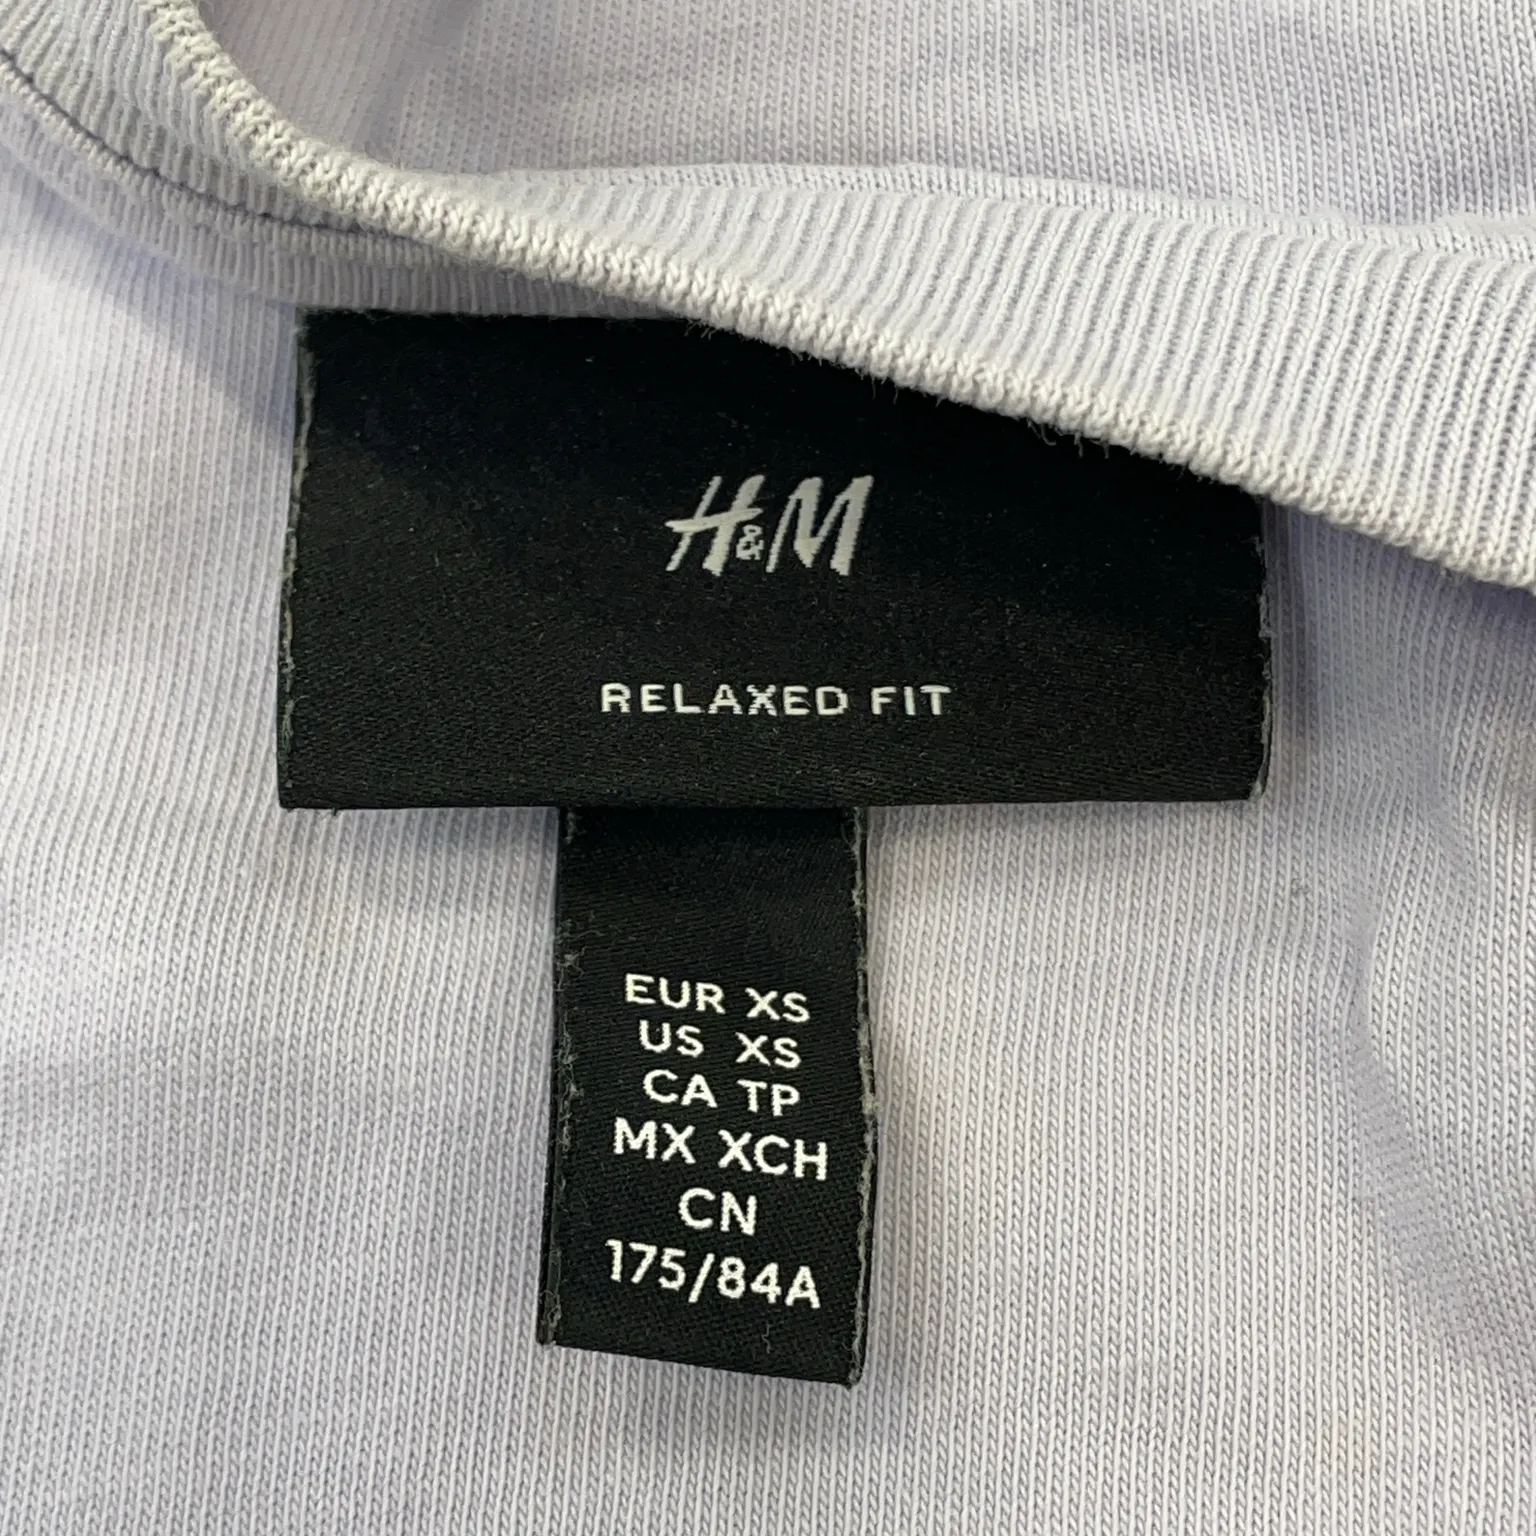 H&M
RELAXED FIT
EUR XS
US XS
CA TP
MX XCH
CN
175/84A